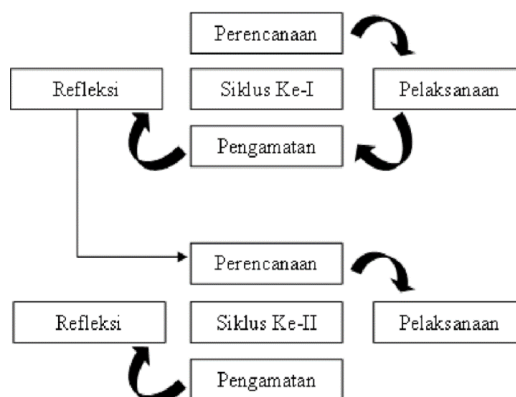 Perencanaan
Refleksi
Siklus Ke-I
Pelaksanaan
Pengamatan
Perencanaan
Refleksi
Siklus Ke-II
Pelaksanaan
Pengamatan